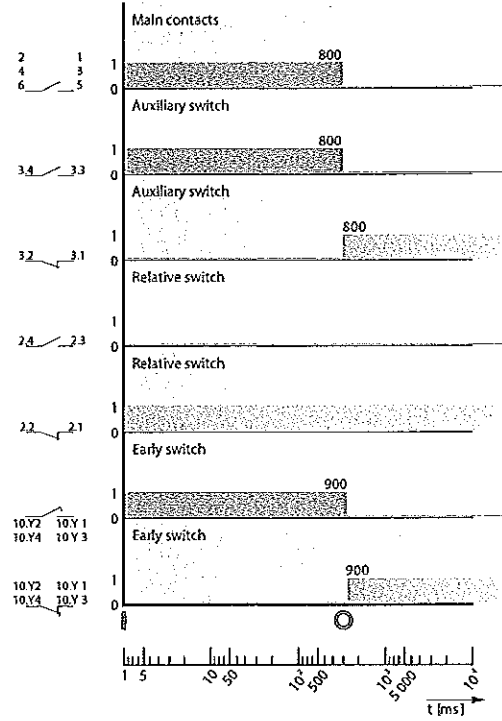 Main contacts
800
2 1
4 3
6 5
1
0
Auxiliary switch
800
3.4 3.3
1
0
Auxiliary switch
800
3.2 3.1
1
0
Relative switch
2.4 2.3
1
0
Relative switch
2.2 2.1
1
0
Early switch
900
1
0
10.Y2 10.Y1
10.Y4 10.Y3
Early switch
900
10.Y2 10.Y1
10.Y4 10.Y3
1
0
1 5 10 50 10² 500 10³ 5000 10⁴
t [ms]